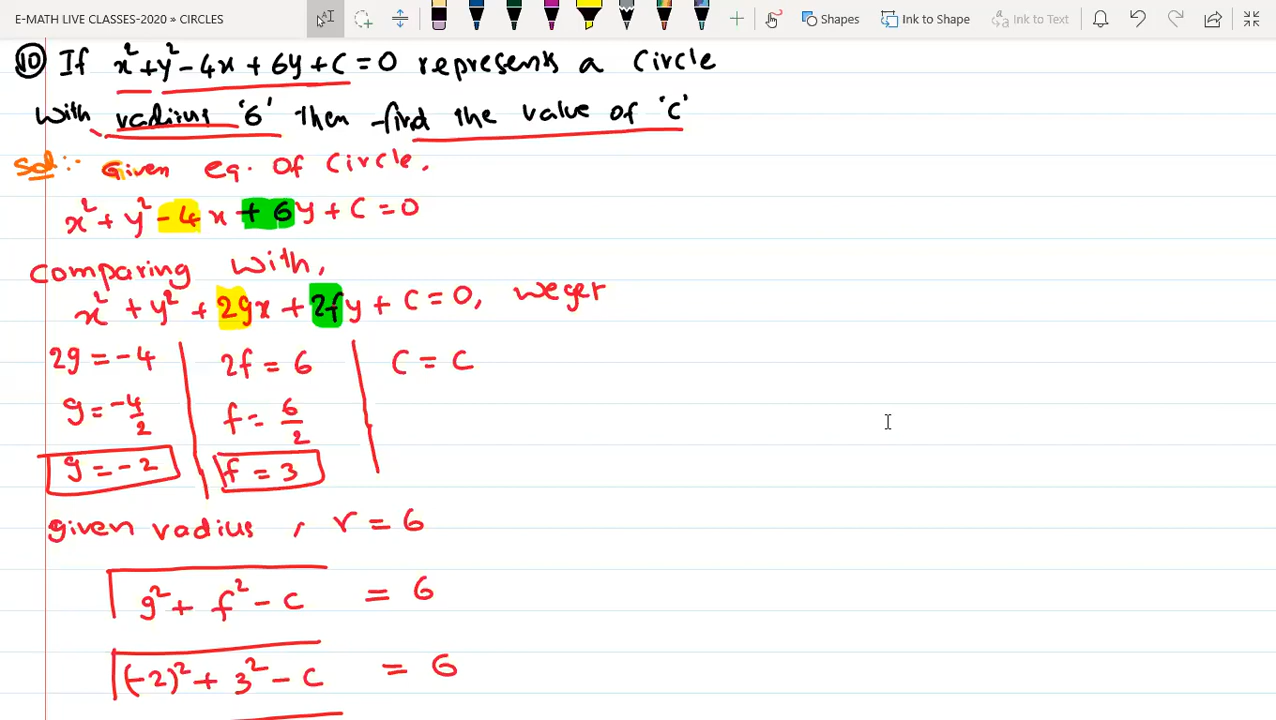 E-MATH LIVE CLASSES-2020 » CIRCLES
Shapes
Ink to Shape
Ink to Text
⑩ If x²+y²-4x+6y+c=0 represents a circle
with radius '6' then find the value of 'c'
Sol:- Given eq. of circle.
x²+y²-4x+6y+c=0
comparing with,
x²+y²+2gx+2fy+c=0, we get
2g=-4 | 2f=6 | c=c
g=-4/2 | f=6/2
g=-2 | f=3
given radius, r=6
√(g²+f²-c) = 6
√((-2)²+3²-c) = 6